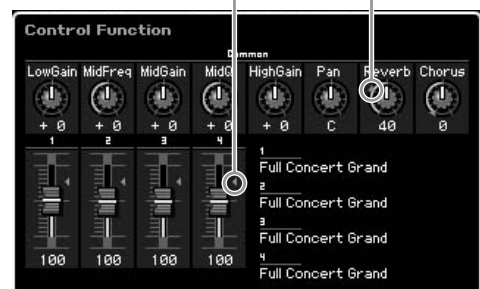 Control Function
Common
LowGain MidFreq MidGain MidQ HighGain Pan Reverb Chorus
+ 0 + 0 + 0 + 0 + 0 C 40 0
1 2 3 4
1
Full Concert Grand
2
Full Concert Grand
3
Full Concert Grand
4
Full Concert Grand
100 100 100 100